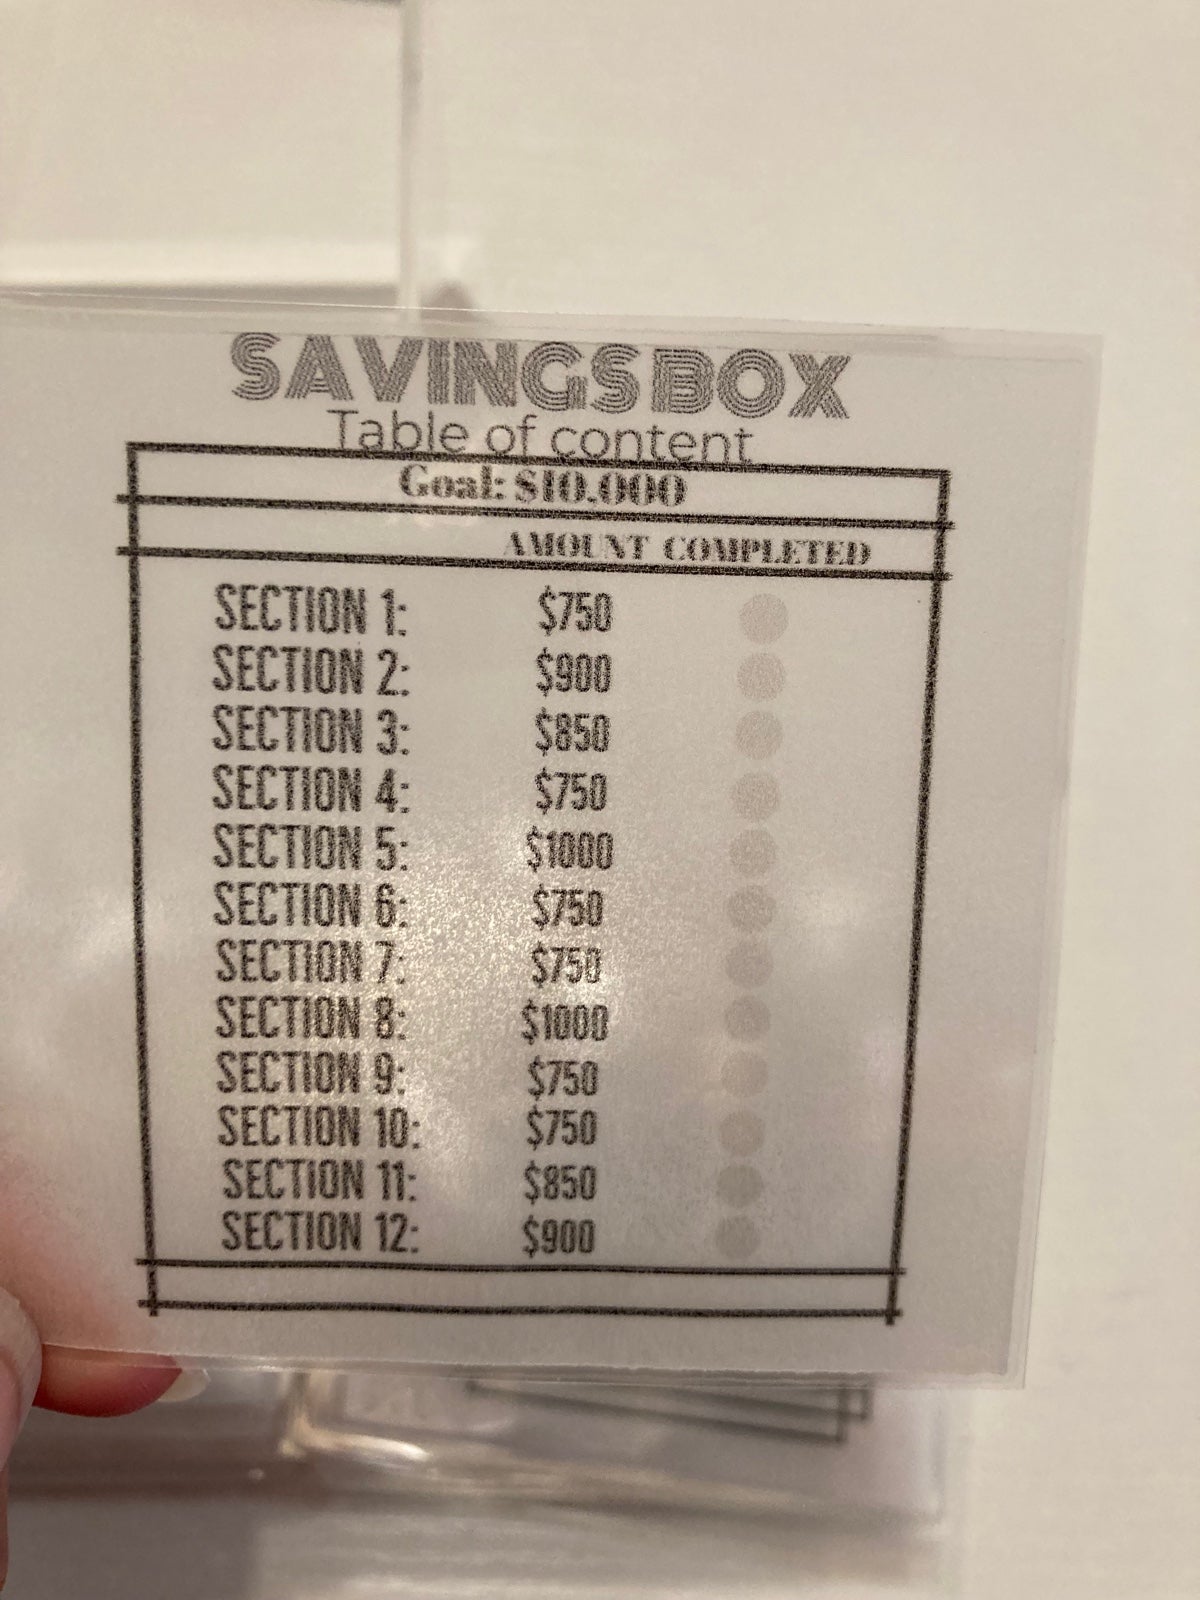 SAVINGS BOX
Table of content
Goal: $10.000
AMOUNT COMPLETED
SECTION 1: $750
SECTION 2: $900
SECTION 3: $850
SECTION 4: $750
SECTION 5: $1000
SECTION 6: $750
SECTION 7: $750
SECTION 8: $1000
SECTION 9: $750
SECTION 10: $750
SECTION 11: $850
SECTION 12: $900